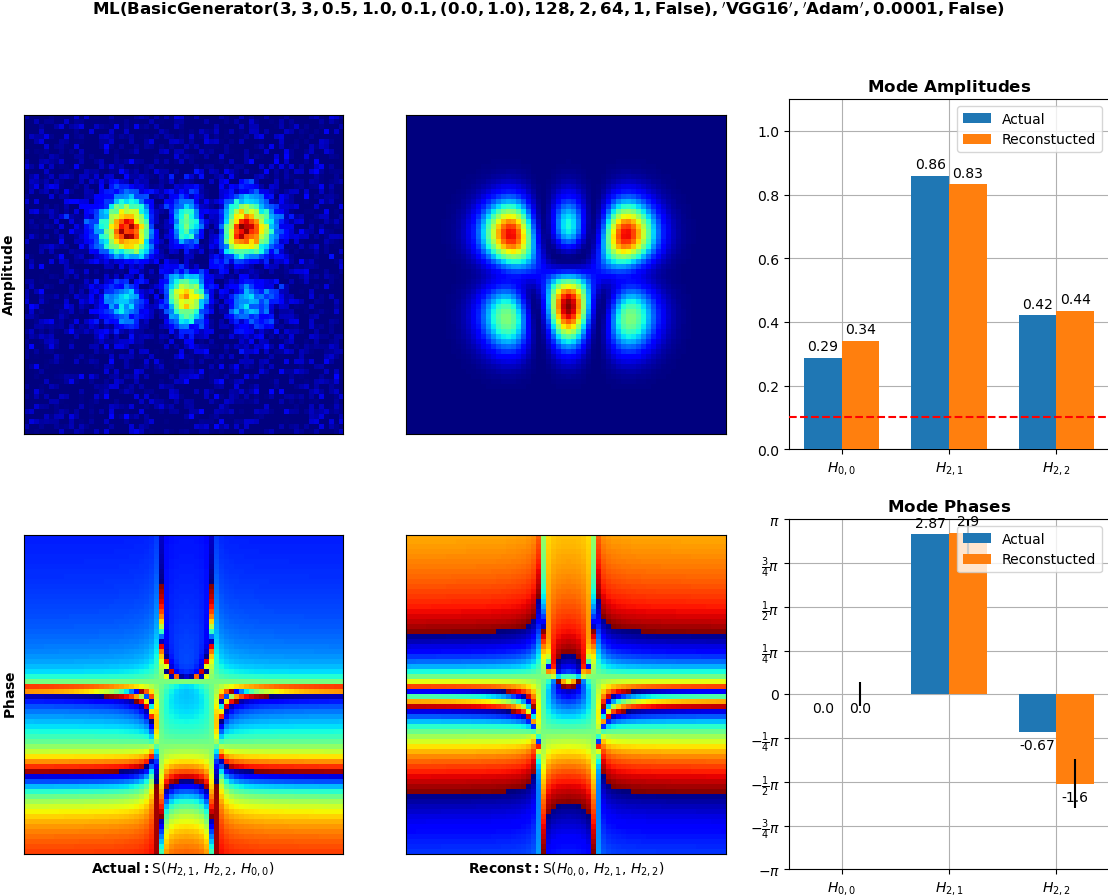 ML(BasicGenerator(3, 3, 0.5, 1.0, 0.1, (0.0, 1.0), 128, 2, 64, 1, False), ′VGG16′, ′Adam′, 0.0001, False)
Amplitude
Mode Amplitudes
Actual
Reconstucted
1.0
0.8
0.6
0.4
0.2
0.0
0.29
0.34
0.86
0.83
0.42
0.44
H0,0
H2,1
H2,2
Phase
Actual: S(H2,1, H2,2, H0,0)
Reconst: S(H0,0, H2,1, H2,2)
Mode Phases
Actual
Reconstucted
π
3/4π
1/2π
1/4π
0
−1/4π
−1/2π
−3/4π
−π
0.0
0.0
2.87
2.9
-0.67
-1.6
H0,0
H2,1
H2,2